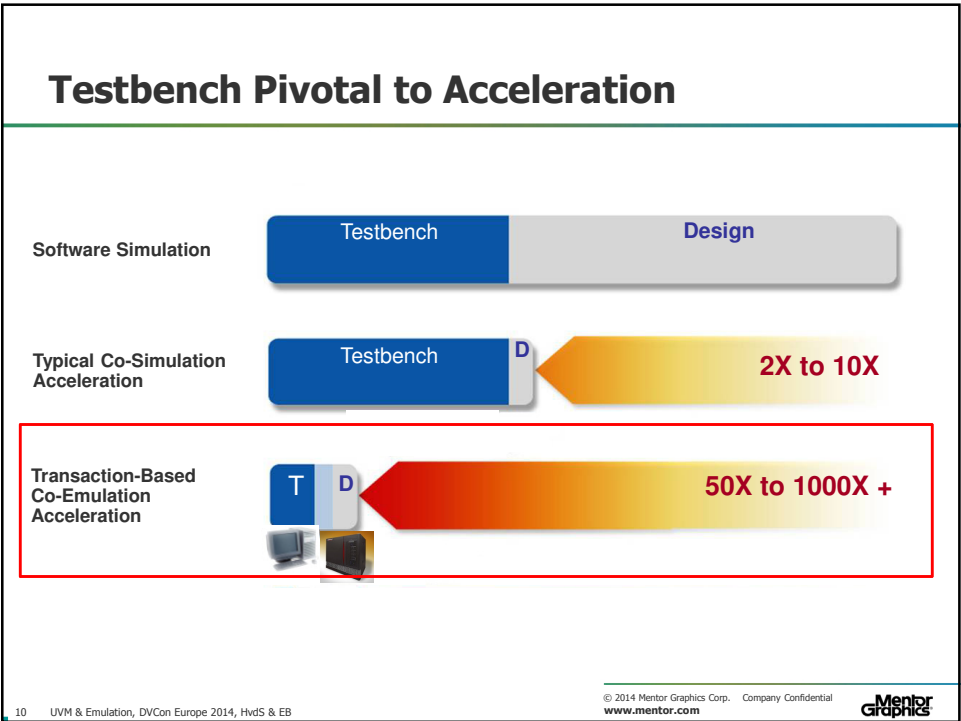 Testbench Pivotal to Acceleration
Software Simulation
Testbench
Design
Typical Co-Simulation
Acceleration
Testbench
D
2X to 10X
Transaction-Based
Co-Emulation
Acceleration
T
D
50X to 1000X +
10 UVM & Emulation, DVCon Europe 2014, HvdS & EB
© 2014 Mentor Graphics Corp. Company Confidential
www.mentor.com
Mentor
Graphics